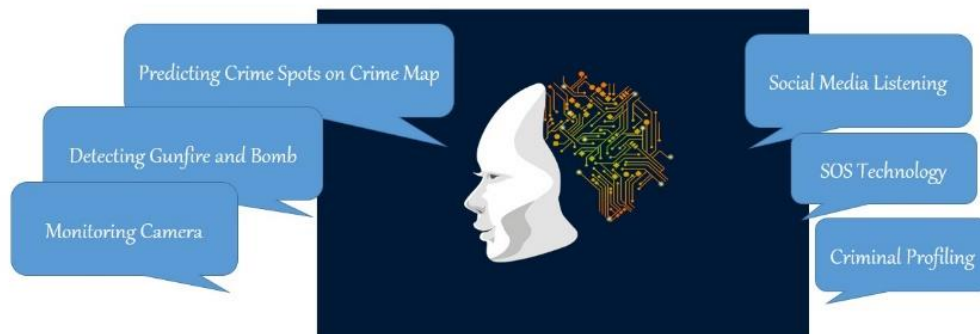 Predicting Crime Spots on Crime Map
Detecting Gunfire and Bomb
Monitoring Camera
Social Media Listening
SOS Technology
Criminal Profiling